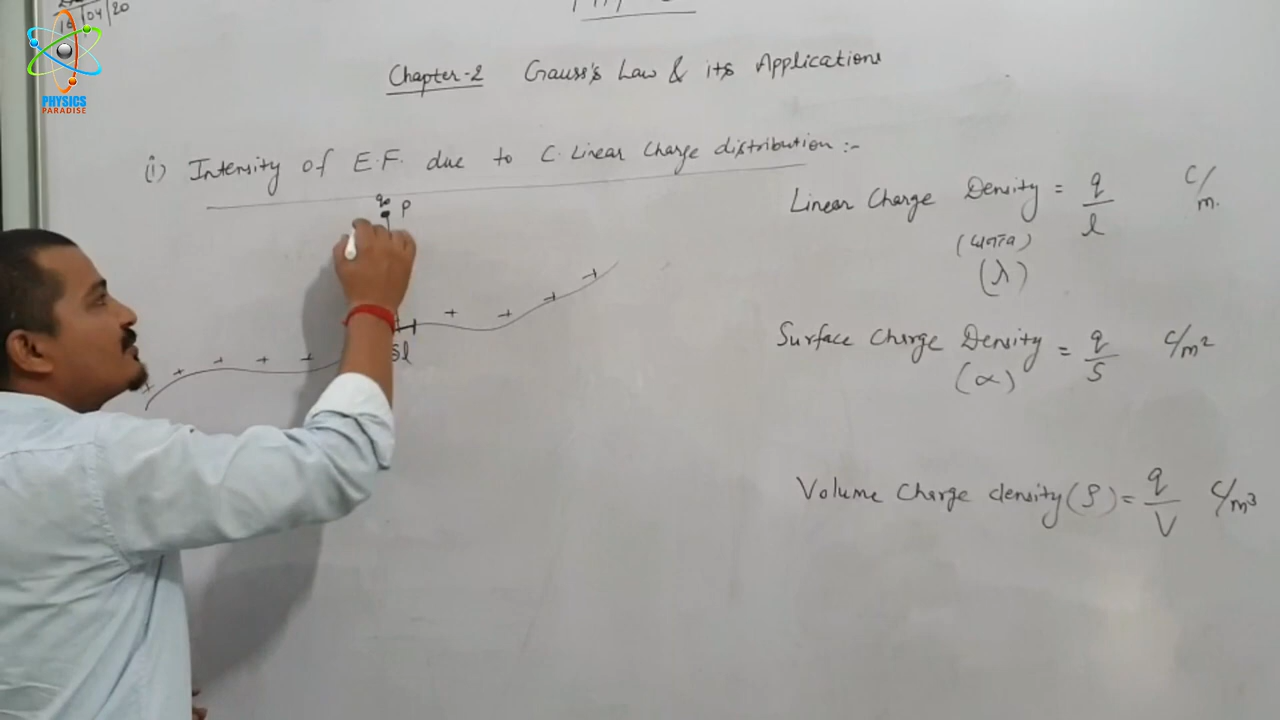 16/04/20
PHYSICS
PARADISE
Chapter-2 Gauss's Law & its Applications
(i) Intensity of E.F. due to C. Linear Charge distribution :-
q₀ P
δl
Linear Charge Density = q/l C/m.
(λ)
Surface Charge Density = q/S C/m²
(α)
Volume Charge density (ρ) = q/V C/m³